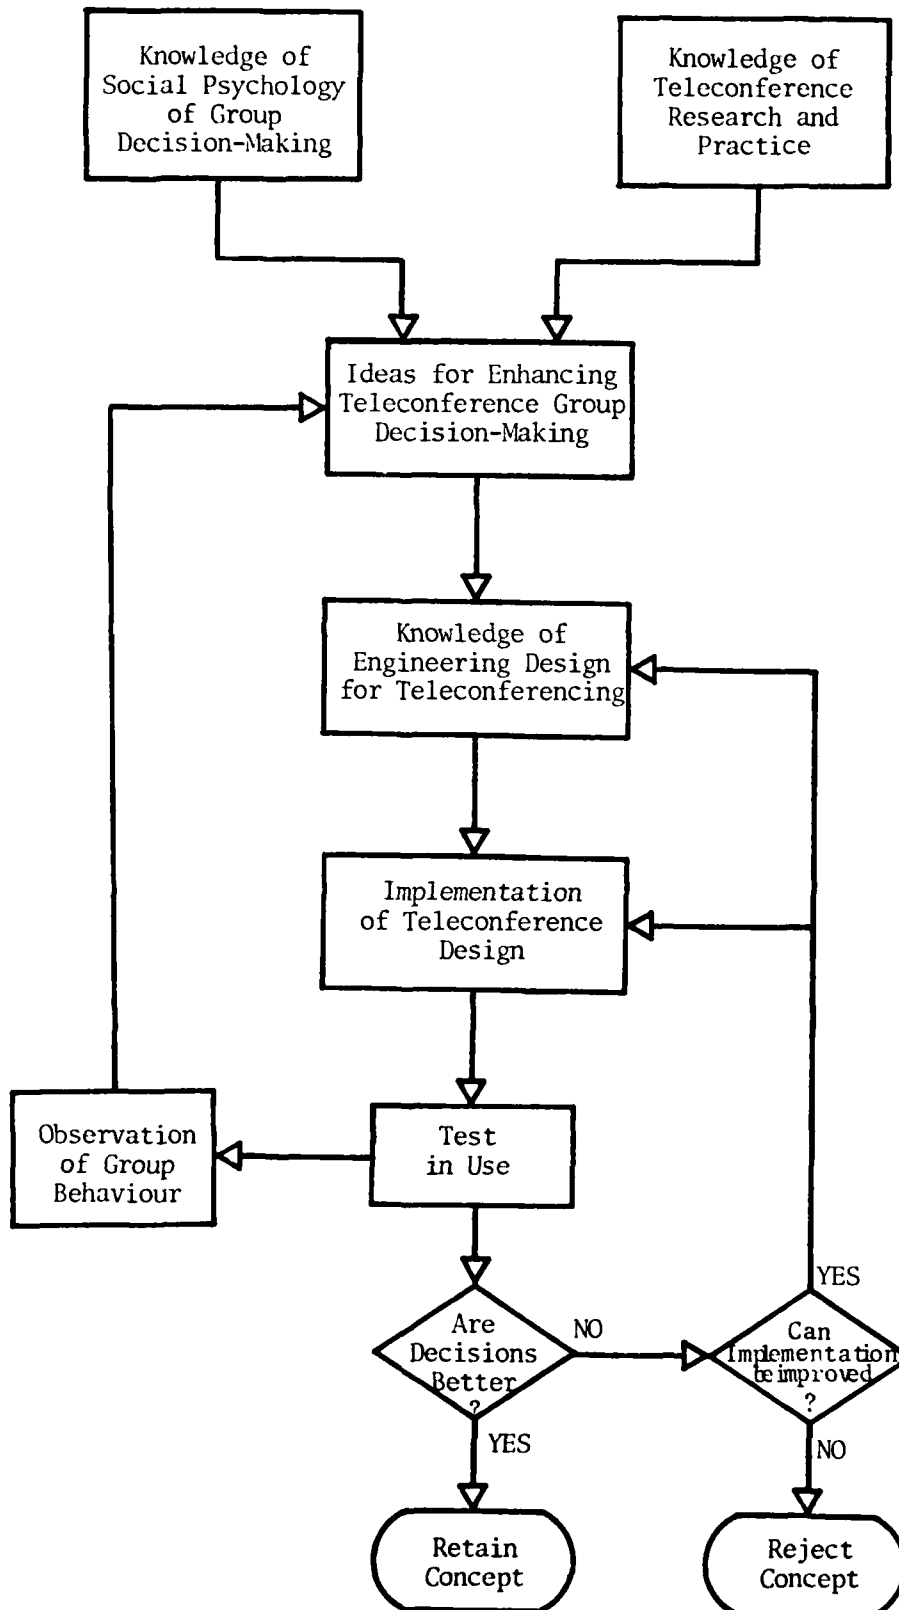 Knowledge of
Social Psychology
of Group
Decision-Making
Knowledge of
Teleconference
Research and
Practice
Ideas for Enhancing
Teleconference Group
Decision-Making
Knowledge of
Engineering Design
for Teleconferencing
Implementation
of Teleconference
Design
Observation
of Group
Behaviour
Test
in Use
Are
Decisions
Better
?
NO
YES
Can
Implementation
be improved
?
YES
NO
Retain
Concept
Reject
Concept